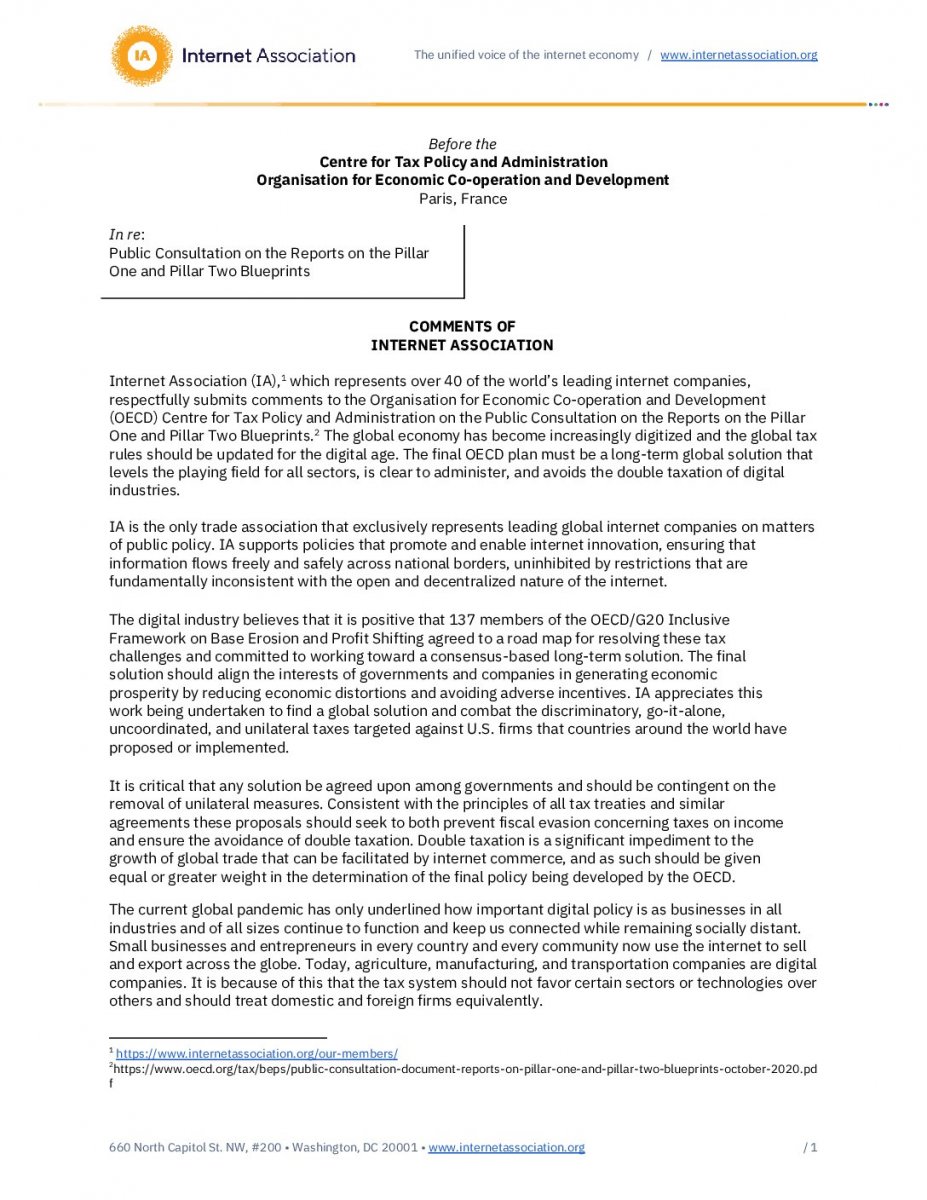 IA Internet Association The unified voice of the internet economy / www.internetassociation.org
Before the
Centre for Tax Policy and Administration
Organisation for Economic Co-operation and Development
Paris, France
In re:
Public Consultation on the Reports on the Pillar
One and Pillar Two Blueprints
COMMENTS OF
INTERNET ASSOCIATION
Internet Association (IA),1 which represents over 40 of the world's leading internet companies,
respectfully submits comments to the Organisation for Economic Co-operation and Development
(OECD) Centre for Tax Policy and Administration on the Public Consultation on the Reports on the Pillar
One and Pillar Two Blueprints.2 The global economy has become increasingly digitized and the global tax
rules should be updated for the digital age. The final OECD plan must be a long-term global solution that
levels the playing field for all sectors, is clear to administer, and avoids the double taxation of digital
industries.
IA is the only trade association that exclusively represents leading global internet companies on matters
of public policy. IA supports policies that promote and enable internet innovation, ensuring that
information flows freely and safely across national borders, uninhibited by restrictions that are
fundamentally inconsistent with the open and decentralized nature of the internet.
The digital industry believes that it is positive that 137 members of the OECD/G20 Inclusive
Framework on Base Erosion and Profit Shifting agreed to a road map for resolving these tax
challenges and committed to working toward a consensus-based long-term solution. The final
solution should align the interests of governments and companies in generating economic
prosperity by reducing economic distortions and avoiding adverse incentives. IA appreciates this
work being undertaken to find a global solution and combat the discriminatory, go-it-alone,
uncoordinated, and unilateral taxes targeted against U.S. firms that countries around the world have
proposed or implemented.
It is critical that any solution be agreed upon among governments and should be contingent on the
removal of unilateral measures. Consistent with the principles of all tax treaties and similar
agreements these proposals should seek to both prevent fiscal evasion concerning taxes on income
and ensure the avoidance of double taxation. Double taxation is a significant impediment to the
growth of global trade that can be facilitated by internet commerce, and as such should be given
equal or greater weight in the determination of the final policy being developed by the OECD.
The current global pandemic has only underlined how important digital policy is as businesses in all
industries and of all sizes continue to function and keep us connected while remaining socially distant.
Small businesses and entrepreneurs in every country and every community now use the internet to sell
and export across the globe. Today, agriculture, manufacturing, and transportation companies are digital
companies. It is because of this that the tax system should not favor certain sectors or technologies over
others and should treat domestic and foreign firms equivalently.
1 https://www.internetassociation.org/our-members/
2https://www.oecd.org/tax/beps/public-consultation-document-reports-on-pillar-one-and-pillar-two-blueprints-october-2020.pd
f
660 North Capitol St. NW, #200 • Washington, DC 20001 • www.internetassociation.org / 1